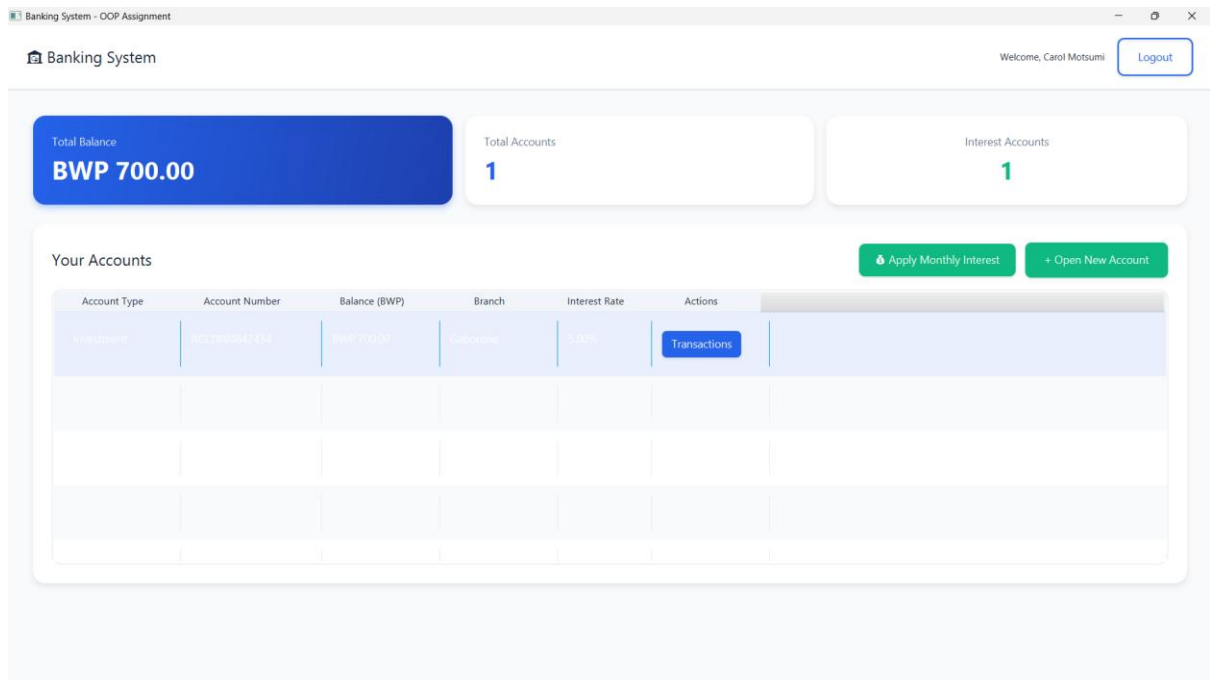 Banking System - OOP Assignment
Banking System
Welcome, Carol Motsumi
Logout
Total Balance
BWP 700.00
Total Accounts
1
Interest Accounts
1
Your Accounts
Apply Monthly Interest
+ Open New Account
Account Type Account Number Balance (BWP) Branch Interest Rate Actions
Investment BWP 700.00 Gaborone 5.00% Transactions